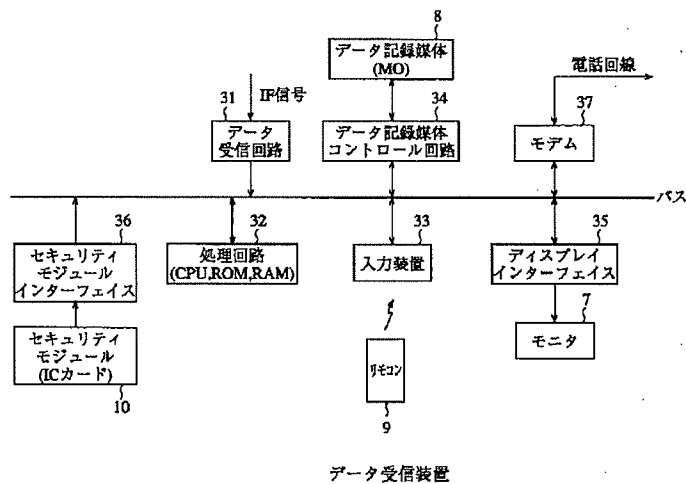 8
データ記録媒体
(MO)
電話回線
IF信号
31
データ
受信回路
34
データ記録媒体
コントロール回路
37
モデム
バス
36
セキュリティ
モジュール
インターフェイス
32
処理回路
(CPU,ROM,RAM)
33
入力装置
35
ディスプレイ
インターフェイス
セキュリティ
モジュール
(ICカード)
10
リモコン
9
7
モニタ
データ受信装置